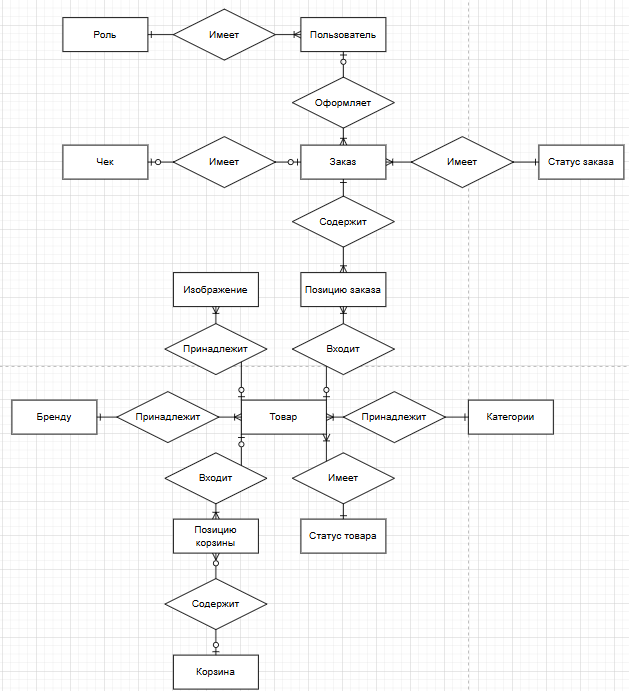 Роль
Имеет
Пользователь
Оформляет
Чек
Имеет
Заказ
Имеет
Статус заказа
Содержит
Изображение
Позицию заказа
Принадлежит
Входит
Бренду
Принадлежит
Товар
Принадлежит
Категории
Входит
Имеет
Позицию
корзины
Статус товара
Содержит
Корзина